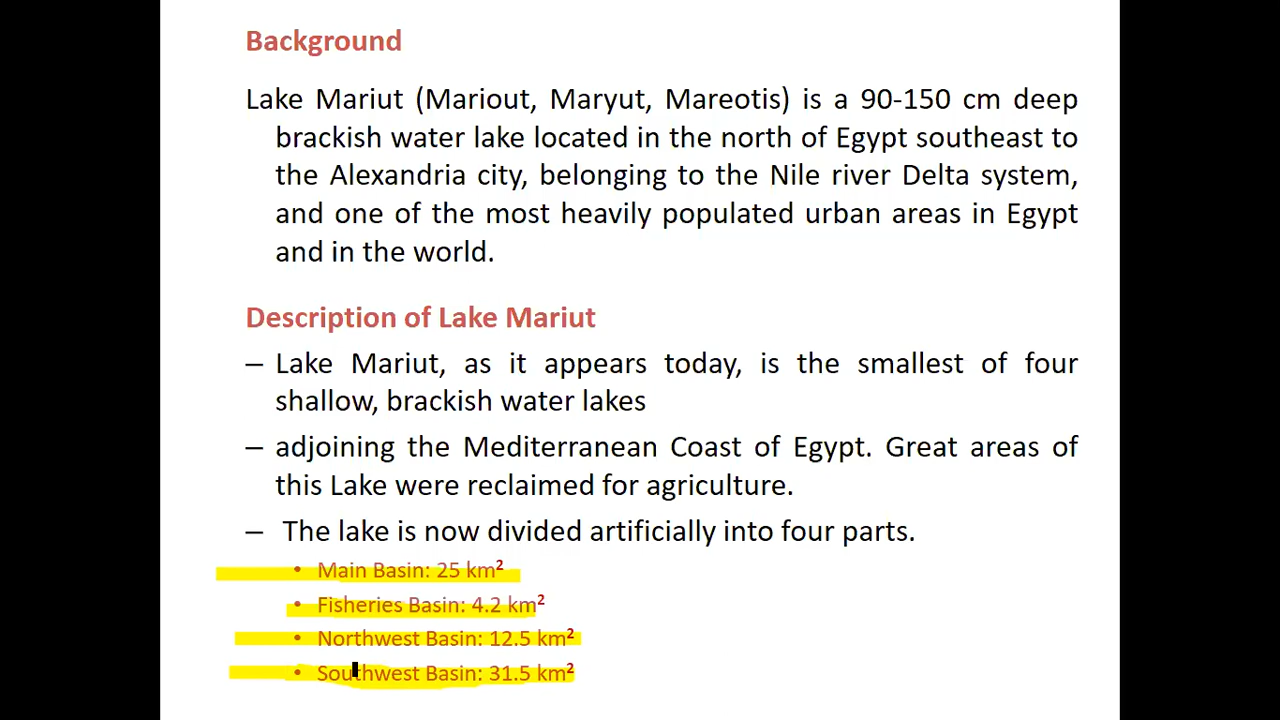 Background
Lake Mariut (Mariout, Maryut, Mareotis) is a 90-150 cm deep
brackish water lake located in the north of Egypt southeast to
the Alexandria city, belonging to the Nile river Delta system,
and one of the most heavily populated urban areas in Egypt
and in the world.
Description of Lake Mariut
– Lake Mariut, as it appears today, is the smallest of four
shallow, brackish water lakes
– adjoining the Mediterranean Coast of Egypt. Great areas of
this Lake were reclaimed for agriculture.
– The lake is now divided artificially into four parts.
• Main Basin: 25 km²
• Fisheries Basin: 4.2 km²
• Northwest Basin: 12.5 km²
• Southwest Basin: 31.5 km²